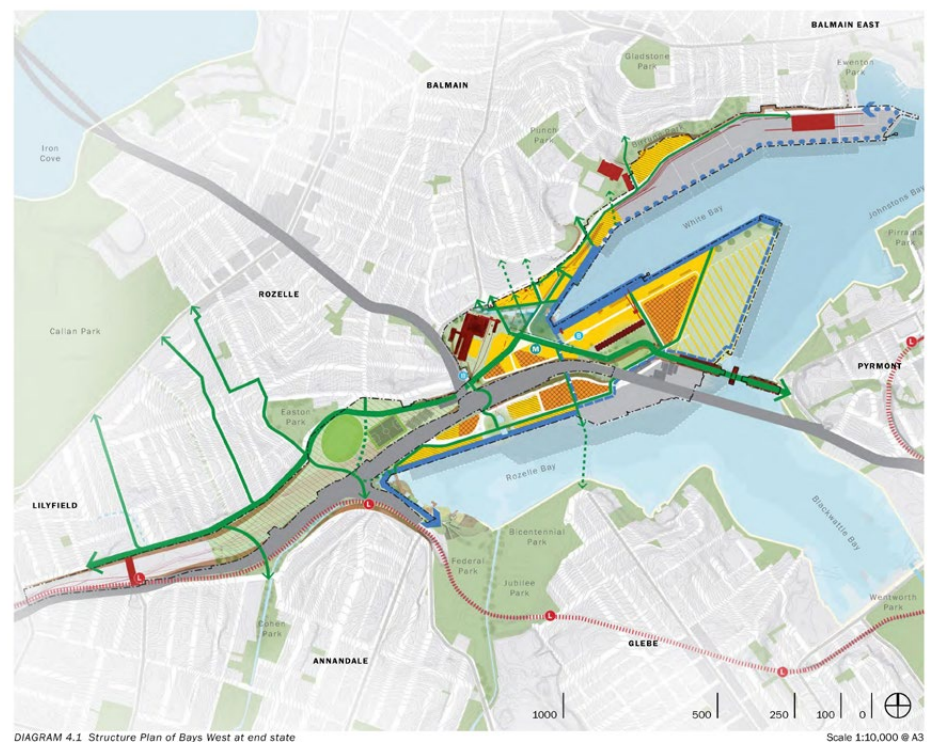 BALMAIN EAST
Gladstone
Park
Ewenton
Park
BALMAIN
Iron
Cove
Punch
Park
Birrung Park
White Bay
Johnstons Bay
Pirrama
Park
ROZELLE
Callan Park
S
M
L
PYRMONT
Easton
Park
Rozelle Bay
LILYFIELD
L
Blackwattle Bay
Bicentennial
Park
Federal
Park
Jubilee
Park
L
Wentworth
Park
L
Cohen
Park
GLEBE
ANNANDALE
L
1000
500
250
100
0
DIAGRAM 4.1 Structure Plan of Bays West at end state
Scale 1:10,000 @ A3